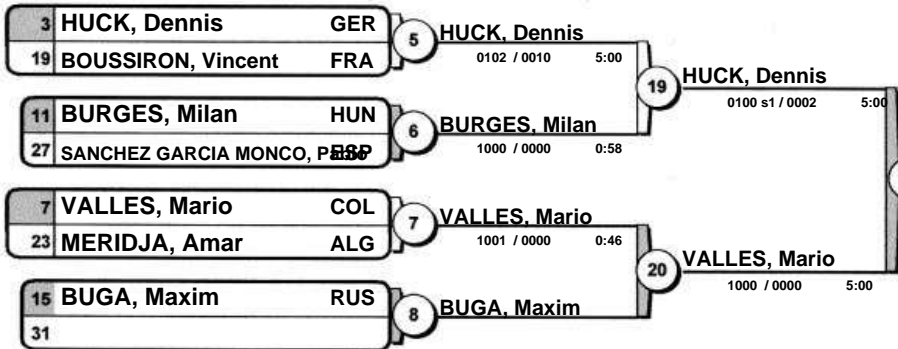 3 HUCK, Dennis GER
19 BOUSSIRON, Vincent FRA
5
HUCK, Dennis
0102 / 0010 5:00
11 BURGES, Milan HUN
27 SANCHEZ GARCIA MONCO, Pablo ESP
6
BURGES, Milan
1000 / 0000 0:58
19
HUCK, Dennis
0100 s1 / 0002 5:00
7 VALLES, Mario COL
23 MERIDJA, Amar ALG
7
VALLES, Mario
1001 / 0000 0:46
15 BUGA, Maxim RUS
31
8
BUGA, Maxim
20
VALLES, Mario
1000 / 0000 5:00